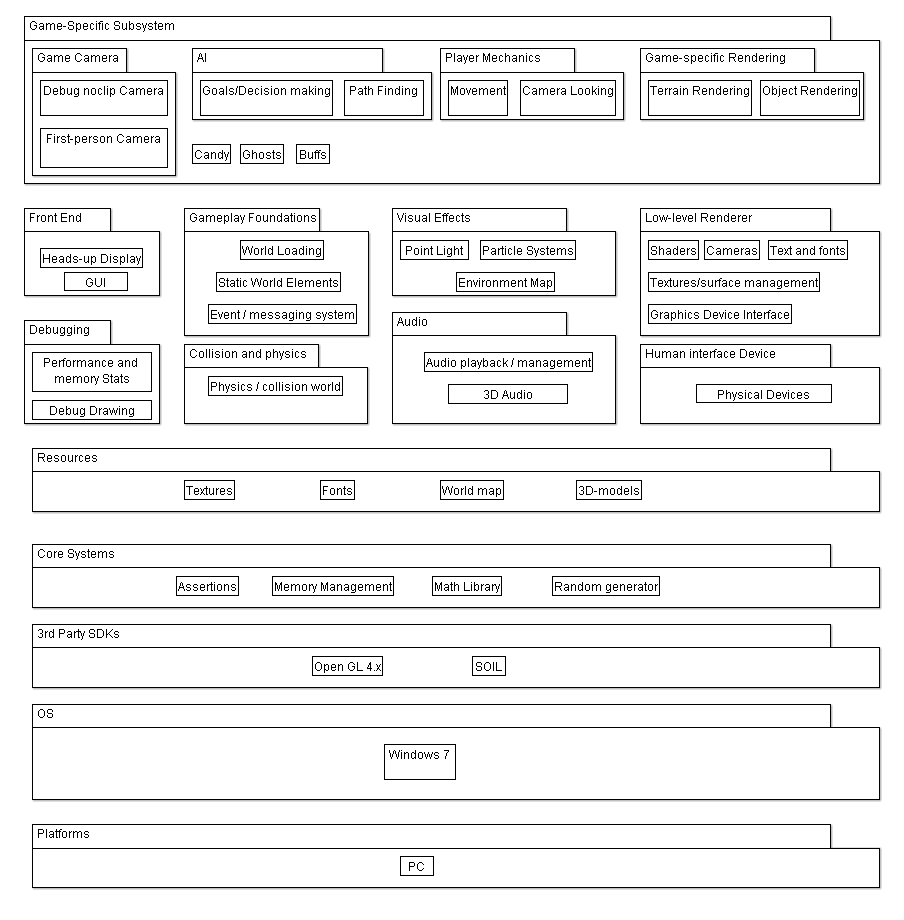 Game-Specific Subsystem
Game Camera
Debug noclip Camera
First-person Camera
AI
Goals/Decision making
Path Finding
Player Mechanics
Movement
Camera Looking
Game-specific Rendering
Terrain Rendering
Object Rendering
Candy
Ghosts
Buffs
Front End
Heads-up Display
GUI
Gameplay Foundations
World Loading
Static World Elements
Event / messaging system
Visual Effects
Point Light
Particle Systems
Environment Map
Low-level Renderer
Shaders
Cameras
Text and fonts
Textures/surface management
Graphics Device Interface
Debugging
Performance and
memory Stats
Debug Drawing
Collision and physics
Physics / collision world
Audio
Audio playback / management
3D Audio
Human interface Device
Physical Devices
Resources
Textures
Fonts
World map
3D-models
Core Systems
Assertions
Memory Management
Math Library
Random generator
3rd Party SDKs
Open GL 4.x
SOIL
OS
Windows 7
Platforms
PC